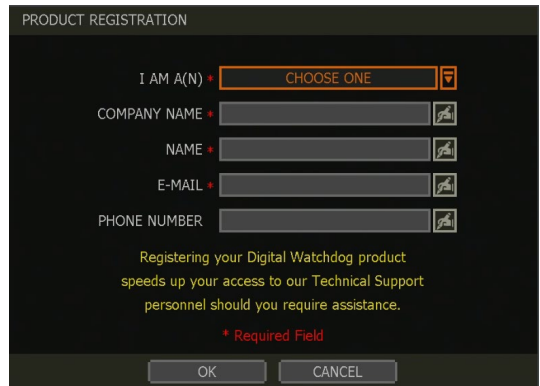 PRODUCT REGISTRATION
I AM A(N) * CHOOSE ONE
COMPANY NAME *
NAME *
E-MAIL *
PHONE NUMBER
Registering your Digital Watchdog product
speeds up your access to our Technical Support
personnel should you require assistance.
* Required Field
OK CANCEL